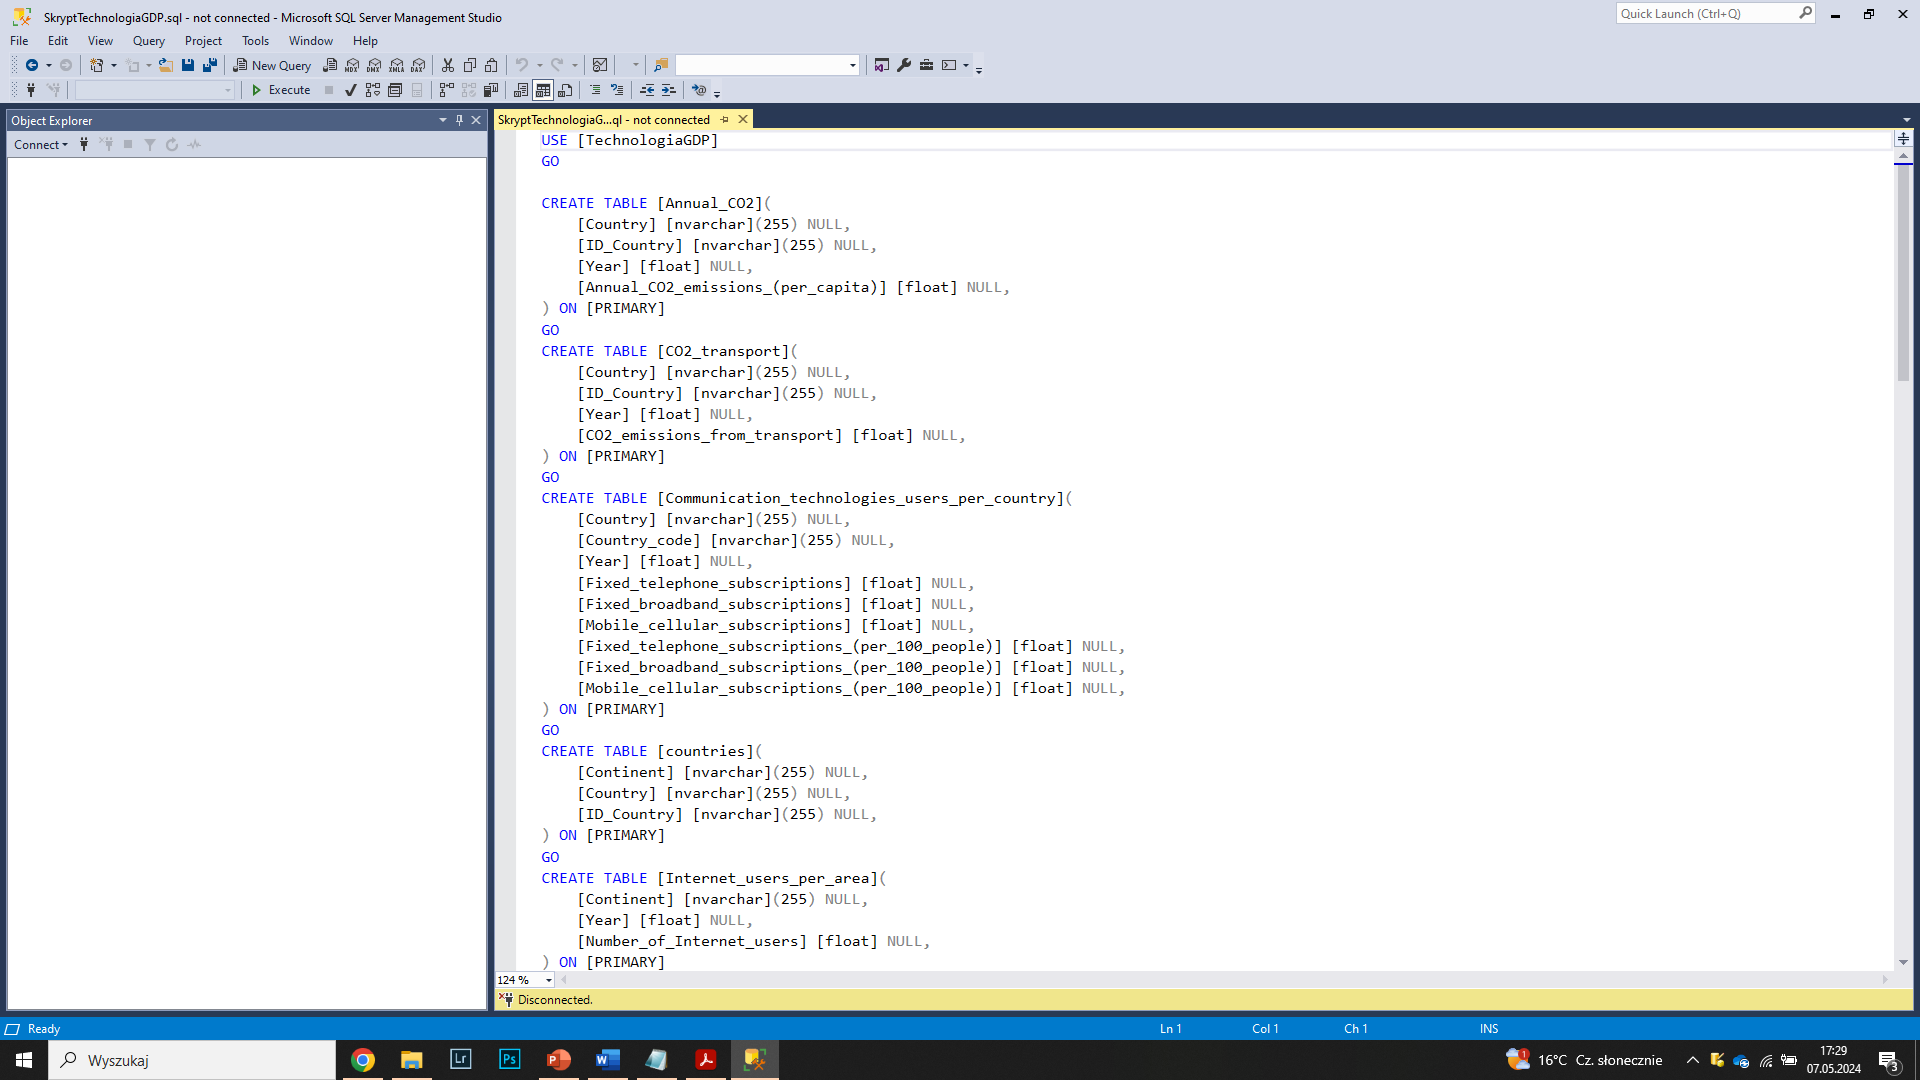 SkryptTechnologiaGDP.sql - not connected - Microsoft SQL Server Management Studio
Quick Launch (Ctrl+Q)
File Edit View Query Project Tools Window Help
New Query MDX DMX XMLA DAX
Execute
Object Explorer
Connect
SkryptTechnologiaG...ql - not connected
USE [TechnologiaGDP]
GO
CREATE TABLE [Annual_CO2](
[Country] [nvarchar](255) NULL,
[ID_Country] [nvarchar](255) NULL,
[Year] [float] NULL,
[Annual_CO2_emissions_(per_capita)] [float] NULL,
) ON [PRIMARY]
GO
CREATE TABLE [CO2_transport](
[Country] [nvarchar](255) NULL,
[ID_Country] [nvarchar](255) NULL,
[Year] [float] NULL,
[CO2_emissions_from_transport] [float] NULL,
) ON [PRIMARY]
GO
CREATE TABLE [Communication_technologies_users_per_country](
[Country] [nvarchar](255) NULL,
[Country_code] [nvarchar](255) NULL,
[Year] [float] NULL,
[Fixed_telephone_subscriptions] [float] NULL,
[Fixed_broadband_subscriptions] [float] NULL,
[Mobile_cellular_subscriptions] [float] NULL,
[Fixed_telephone_subscriptions_(per_100_people)] [float] NULL,
[Fixed_broadband_subscriptions_(per_100_people)] [float] NULL,
[Mobile_cellular_subscriptions_(per_100_people)] [float] NULL,
) ON [PRIMARY]
GO
CREATE TABLE [countries](
[Continent] [nvarchar](255) NULL,
[Country] [nvarchar](255) NULL,
[ID_Country] [nvarchar](255) NULL,
) ON [PRIMARY]
GO
CREATE TABLE [Internet_users_per_area](
[Continent] [nvarchar](255) NULL,
[Year] [float] NULL,
[Number_of_Internet_users] [float] NULL,
) ON [PRIMARY]
124 %
Disconnected.
Ready Ln 1 Col 1 Ch 1 INS
Wyszukaj
Lr
Ps
1
16°C Cz. słonecznie
17:29
07.05.2024
3